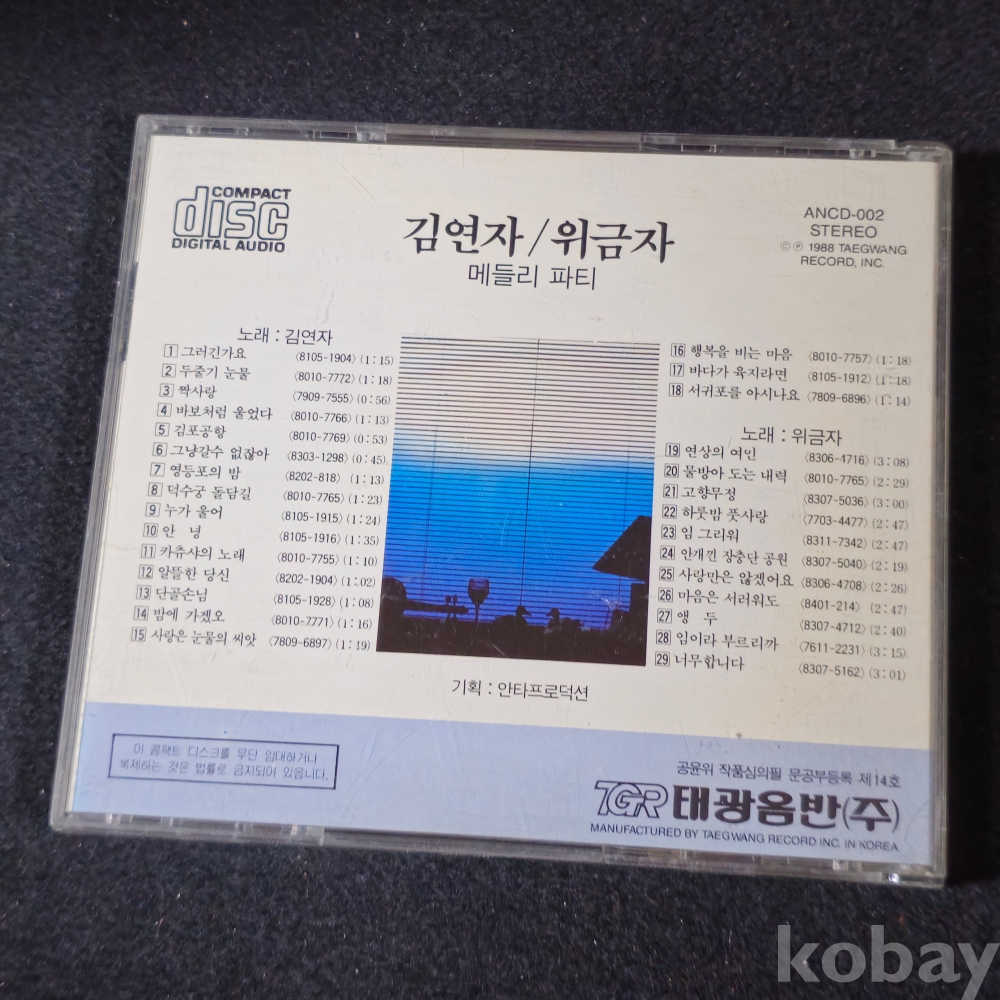 COMPACT
disc
DIGITAL AUDIO
김연자/위금자
메들리 파티
ANCD-002
STEREO
©℗ 1988 TAEGWANG
RECORD, INC.
노래 : 김연자
1 그러긴가요 (8105-1904) (1:15)
2 두줄기 눈물 (8010-7772) (1:18)
3 짝사랑 (7909-7555) (0:56)
4 바보처럼 울었다 (8010-7766) (1:13)
5 김포공항 (8010-7769) (0:53)
6 그냥갈수 없잖아 (8303-1298) (0:45)
7 영등포의 밤 (8202-818) (1:13)
8 덕수궁 돌담길 (8010-7765) (1:23)
9 누가 울어 (8105-1915) (1:24)
10 안 녕 (8105-1916) (1:35)
11 카츄샤의 노래 (8010-7755) (1:10)
12 알뜰한 당신 (8202-1904) (1:02)
13 단골손님 (8105-1928) (1:08)
14 밤에 가겠오 (8010-7771) (1:16)
15 사랑은 눈물의 씨앗 (7809-6897) (1:19)
16 행복을 비는 마음 (8010-7757) (1:18)
17 바다가 육지라면 (8105-1912) (1:18)
18 서귀포를 아시나요 (7809-6896) (1:14)
노래 : 위금자
19 연상의 여인 (8306-4716) (3:08)
20 물방아 도는 내력 (8010-7765) (2:29)
21 고향무정 (8307-5036) (3:00)
22 하룻밤 풋사랑 (7703-4477) (2:47)
23 임 그리워 (8311-7342) (2:47)
24 안개낀 장충단 공원 (8307-5040) (2:19)
25 사랑만은 않겠어요 (8306-4708) (2:26)
26 마음은 서러워도 (8401-214) (2:47)
27 앵 두 (8307-4712) (2:40)
28 임이라 부르리까 (7611-2231) (3:15)
29 너무합니다 (8307-5162) (3:01)
기획 : 안타프로덕션
이 콤팩트 디스크를 무단 임대하거나
복제하는 것은 법률로 금지되어 있읍니다.
공윤위 작품심의필 문공부등록 제14호
TGR 태광음반(주)
MANUFACTURED BY TAEGWANG RECORD INC. IN KOREA.
kobay